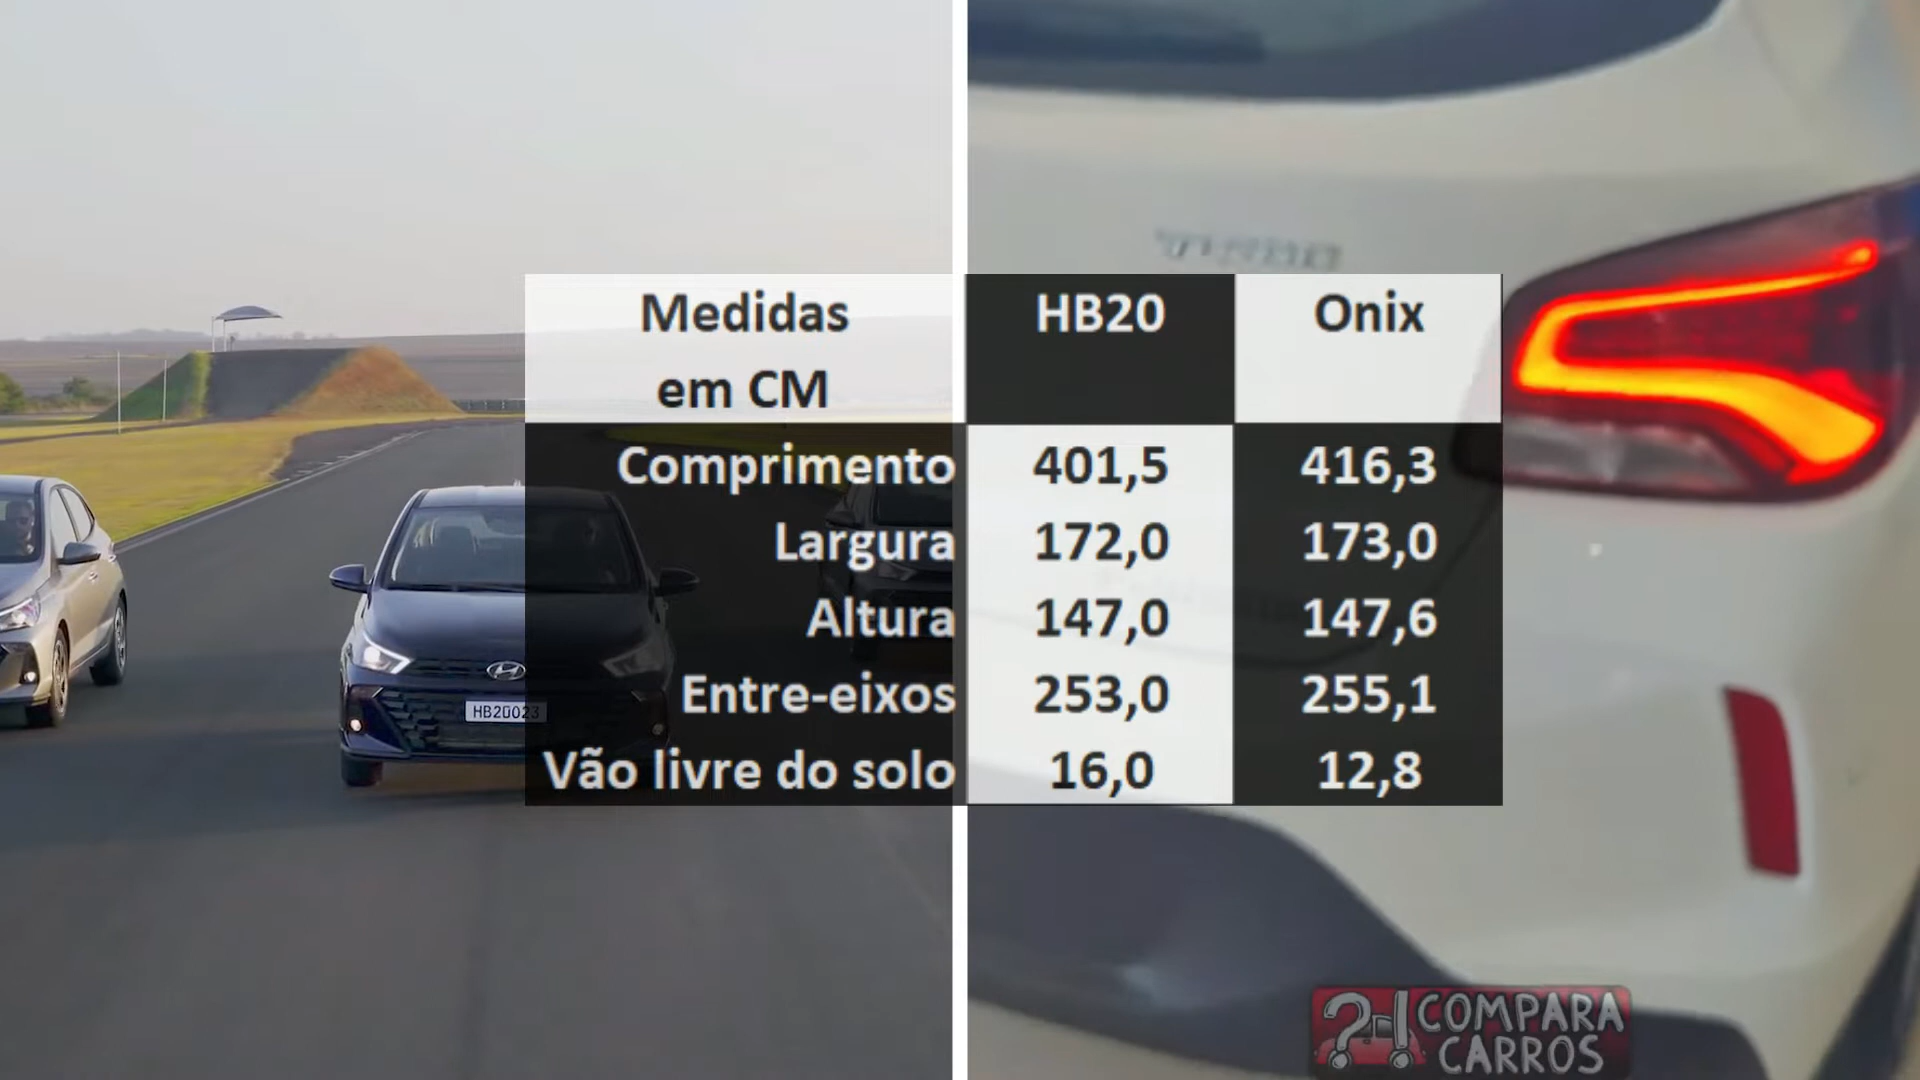 TURBO
Medidas
em CM
HB20
Onix
Comprimento 401,5 416,3
Largura 172,0 173,0
Altura 147,0 147,6
Entre-eixos 253,0 255,1
Vão livre do solo 16,0 12,8
HB20023
?! COMPARA
CARROS